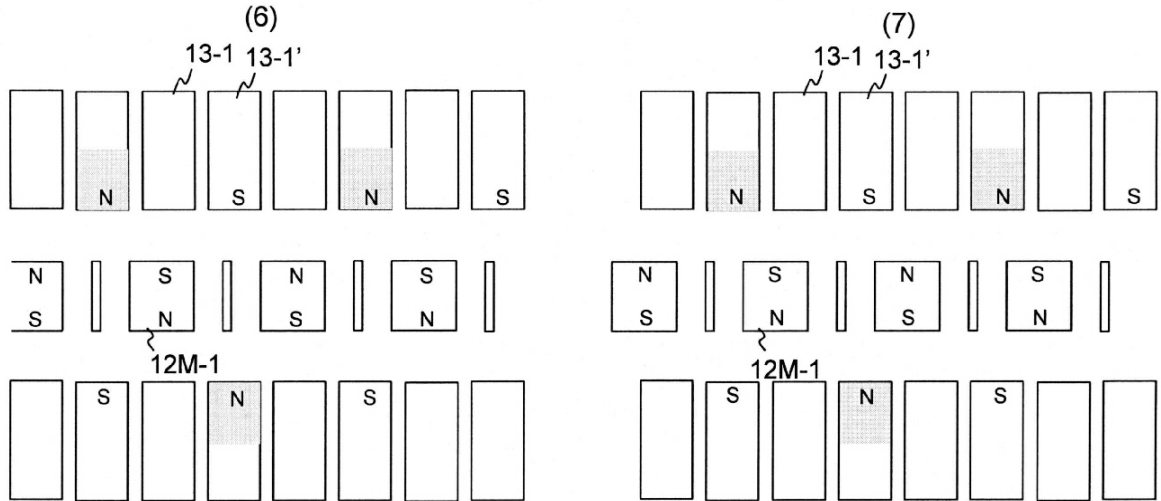 (6) (7)
13-1 13-1’ 13-1 13-1’
N S N S N S N S
N S N S N S N S
S N S N S N S N
12M-1 12M-1
S N S S N S